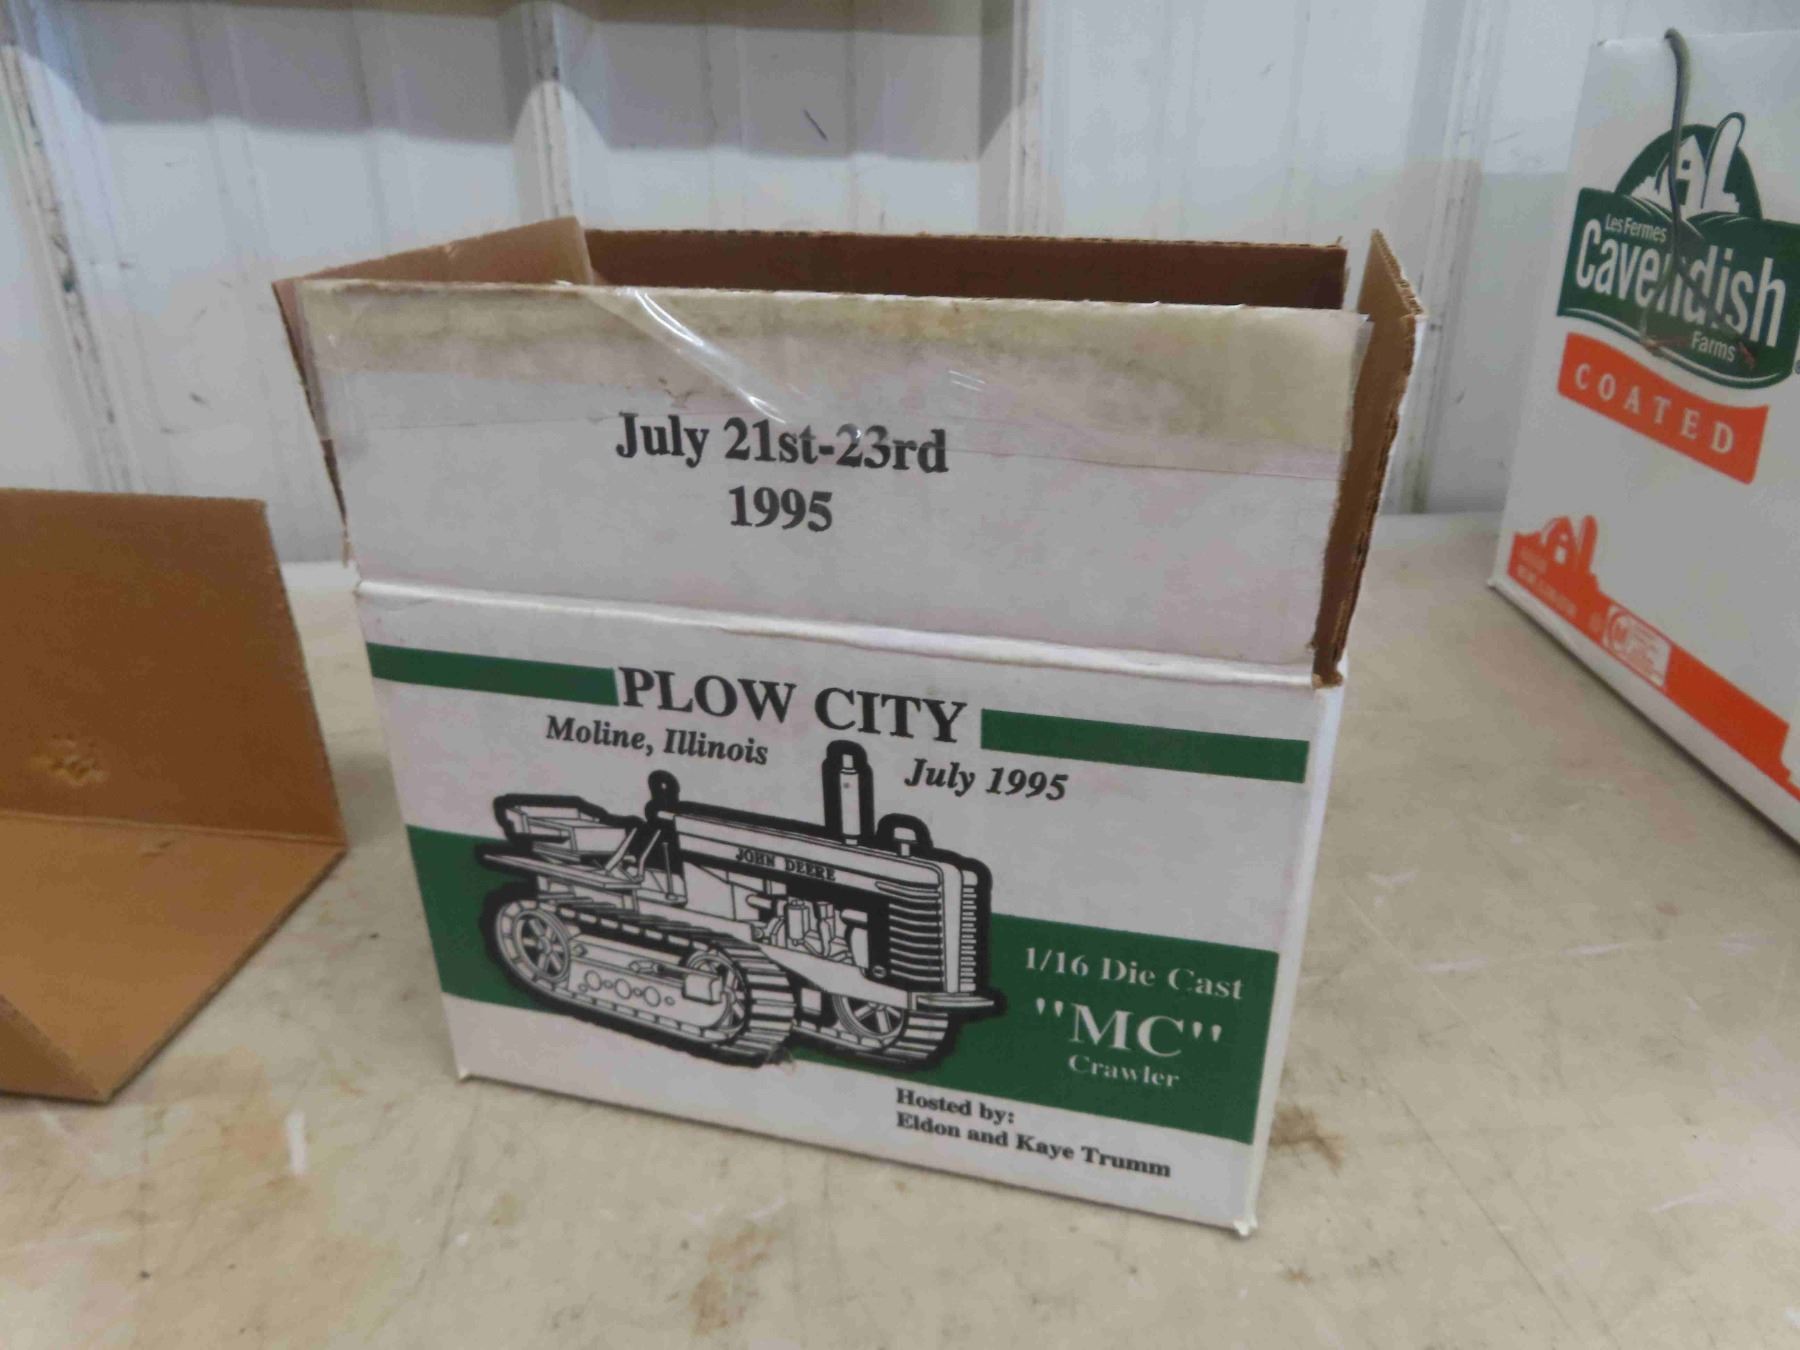 July 21st-23rd
1995
PLOW CITY
Moline, Illinois
July 1995
JOHN DEERE
1/16 Die Cast
"MC"
Crawler
Hosted by:
Eldon and Kaye Trumm
Les Fermes
Cavendish
Farms
COATED